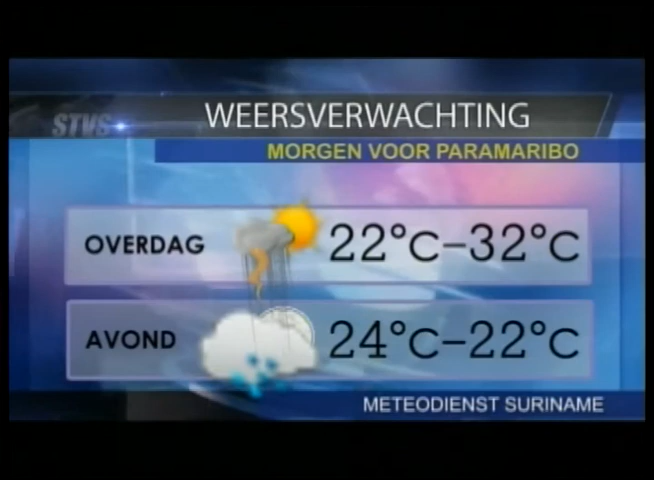 STVS
WEERSVERWACHTING
MORGEN VOOR PARAMARIBO
OVERDAG 22°C-32°C
AVOND 24°C-22°C
METEODIENST SURINAME